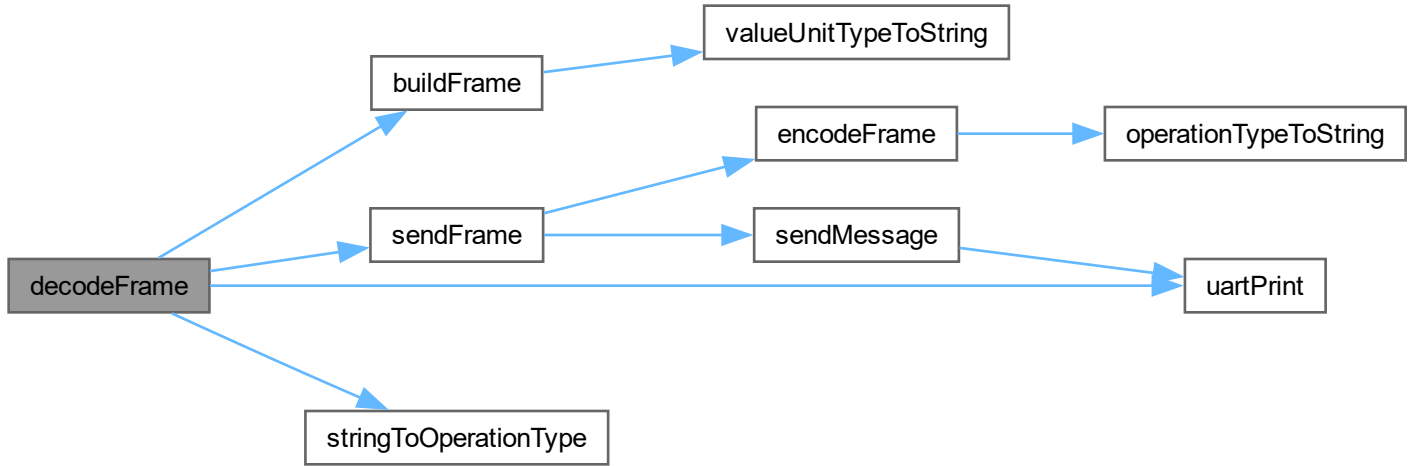 valueUnitTypeToString
buildFrame
encodeFrame
operationTypeToString
sendFrame
sendMessage
decodeFrame
uartPrint
stringToOperationType